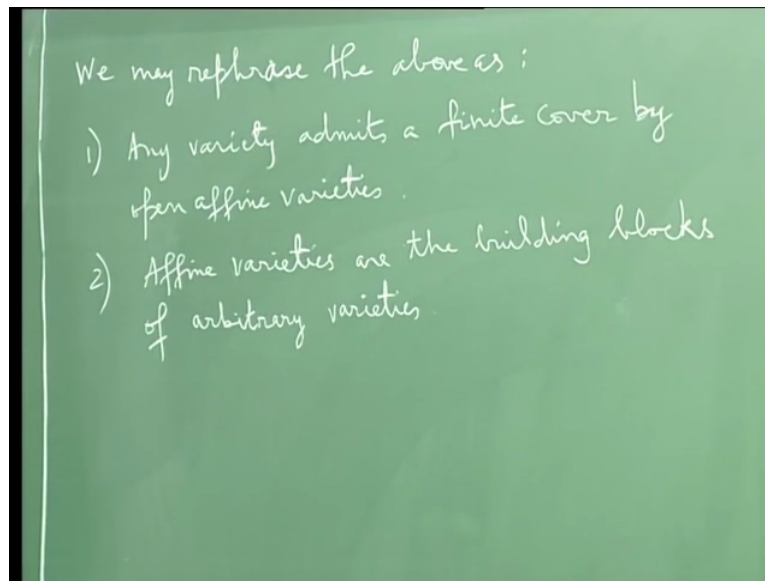 We may rephrase the above as :
1) Any variety admits a finite cover by
open affine varieties .
2) Affine varieties are the building blocks
of arbitrary varieties.